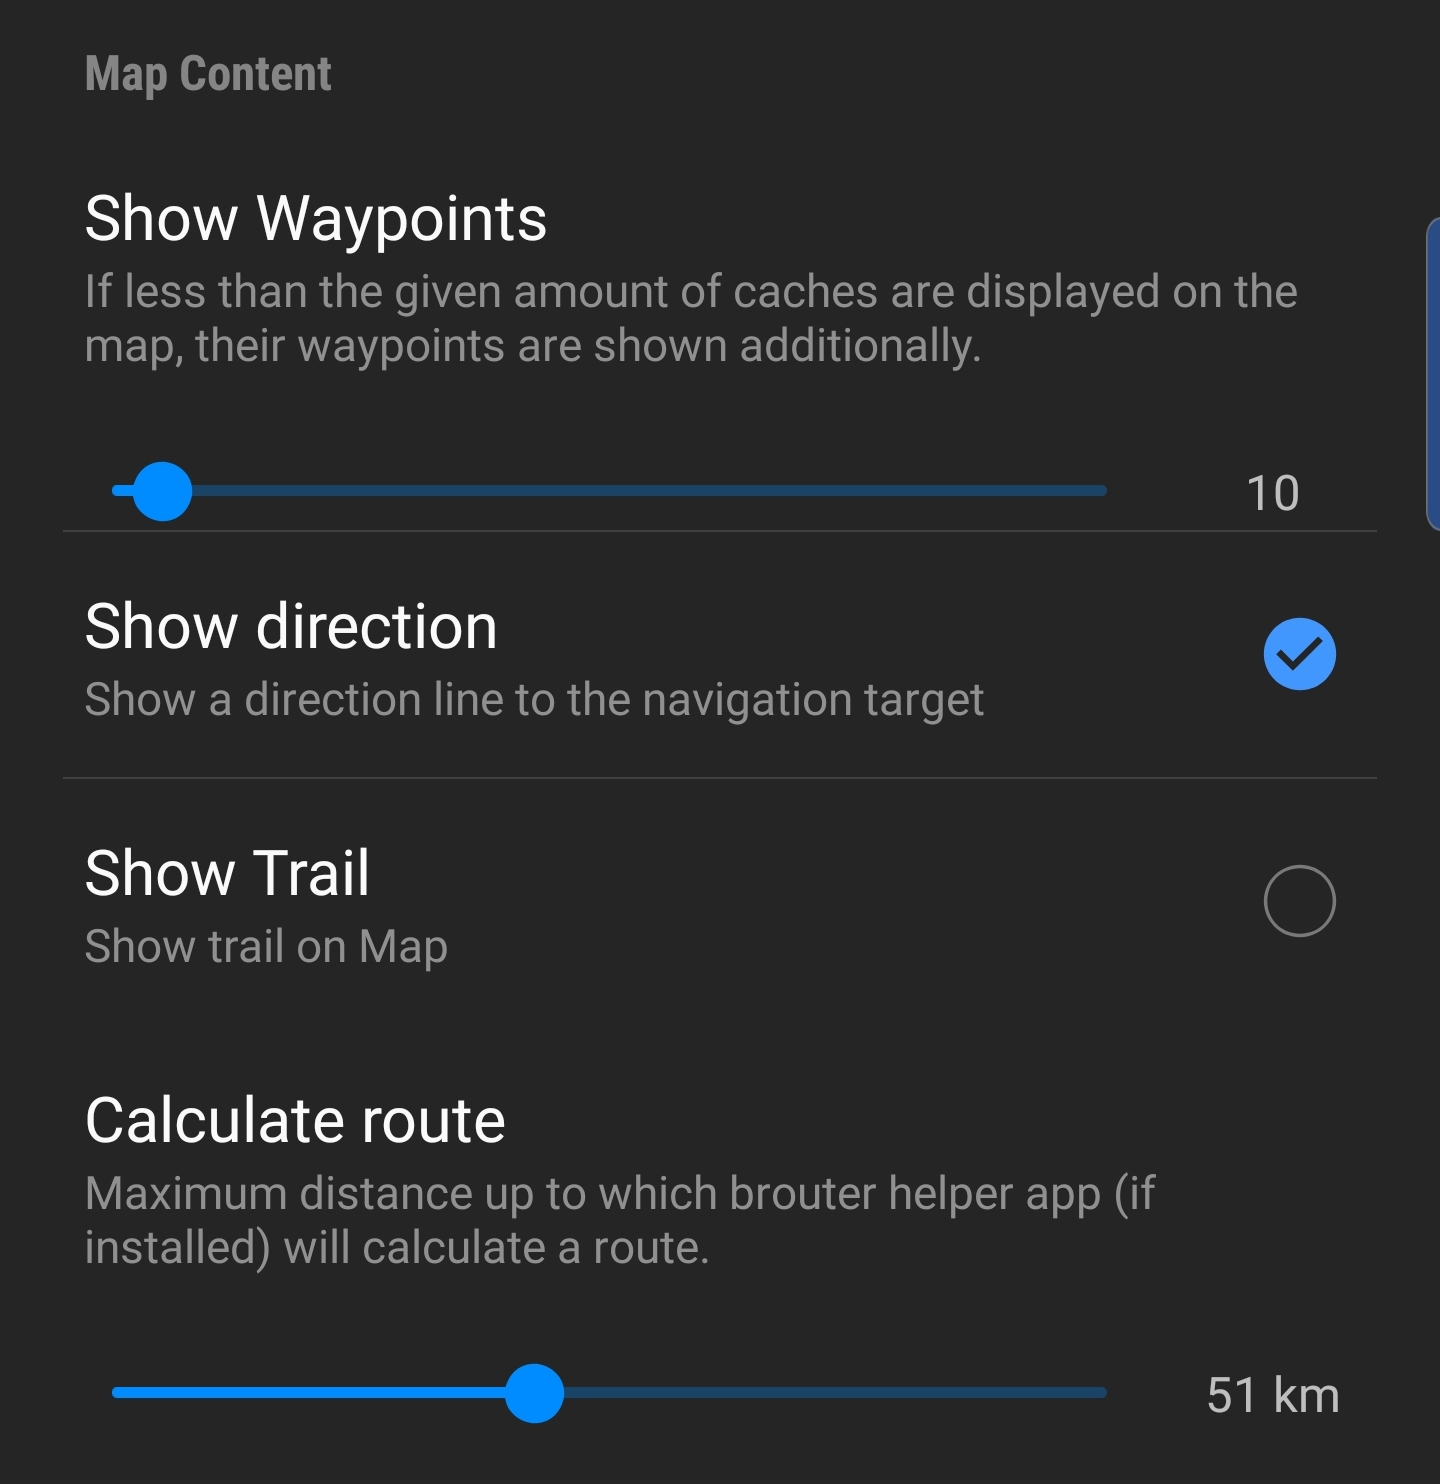 Map Content
Show Waypoints
If less than the given amount of caches are displayed on the
map, their waypoints are shown additionally.
10
Show direction
Show a direction line to the navigation target
Show Trail
Show trail on Map
Calculate route
Maximum distance up to which brouter helper app (if
installed) will calculate a route.
51 km